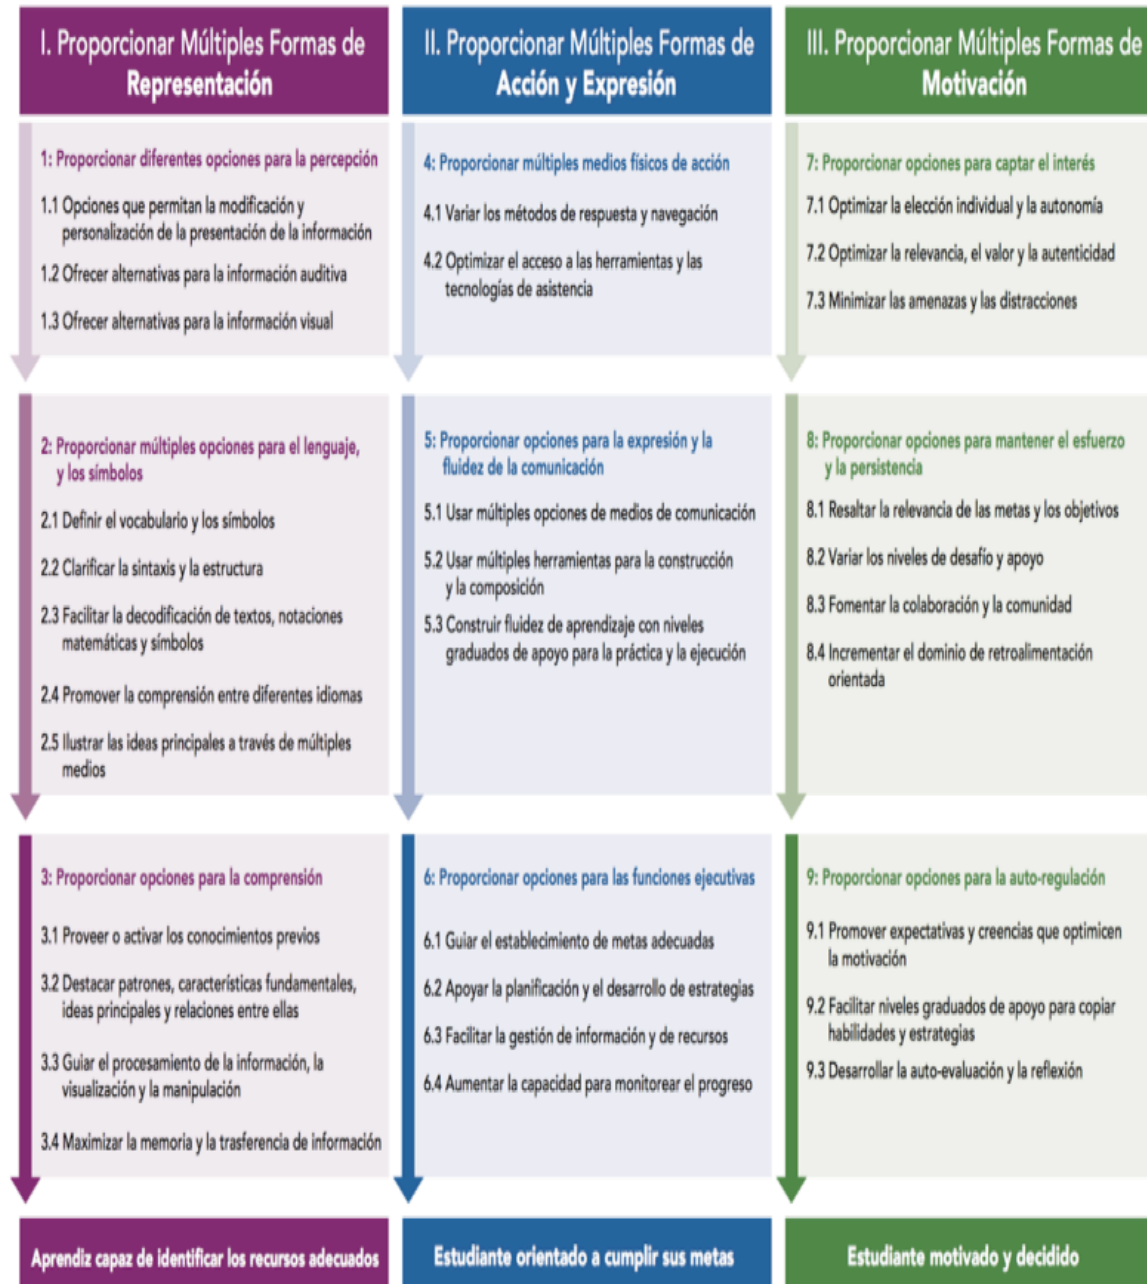 I. Proporcionar Múltiples Formas de
Representación
1: Proporcionar diferentes opciones para la percepción
1.1 Opciones que permitan la modificación y
personalización de la presentación de la información
1.2 Ofrecer alternativas para la información auditiva
1.3 Ofrecer alternativas para la información visual
2: Proporcionar múltiples opciones para el lenguaje,
y los símbolos
2.1 Definir el vocabulario y los símbolos
2.2 Clarificar la sintaxis y la estructura
2.3 Facilitar la decodificación de textos, notaciones
matemáticas y símbolos
2.4 Promover la comprensión entre diferentes idiomas
2.5 Ilustrar las ideas principales a través de múltiples
medios
3: Proporcionar opciones para la comprensión
3.1 Proveer o activar los conocimientos previos
3.2 Destacar patrones, características fundamentales,
ideas principales y relaciones entre ellas
3.3 Guiar el procesamiento de la información, la
visualización y la manipulación
3.4 Maximizar la memoria y la trasferencia de información
Aprendiz capaz de identificar los recursos adecuados
II. Proporcionar Múltiples Formas de
Acción y Expresión
4: Proporcionar múltiples medios físicos de acción
4.1 Variar los métodos de respuesta y navegación
4.2 Optimizar el acceso a las herramientas y las
tecnologías de asistencia
5: Proporcionar opciones para la expresión y la
fluidez de la comunicación
5.1 Usar múltiples opciones de medios de comunicación
5.2 Usar múltiples herramientas para la construcción
y la composición
5.3 Construir fluidez de aprendizaje con niveles
graduados de apoyo para la práctica y la ejecución
6: Proporcionar opciones para las funciones ejecutivas
6.1 Guiar el establecimiento de metas adecuadas
6.2 Apoyar la planificación y el desarrollo de estrategias
6.3 Facilitar la gestión de información y de recursos
6.4 Aumentar la capacidad para monitorear el progreso
Estudiante orientado a cumplir sus metas
III. Proporcionar Múltiples Formas de
Motivación
7: Proporcionar opciones para captar el interés
7.1 Optimizar la elección individual y la autonomía
7.2 Optimizar la relevancia, el valor y la autenticidad
7.3 Minimizar las amenazas y las distracciones
8: Proporcionar opciones para mantener el esfuerzo
y la persistencia
8.1 Resaltar la relevancia de las metas y los objetivos
8.2 Variar los niveles de desafío y apoyo
8.3 Fomentar la colaboración y la comunidad
8.4 Incrementar el dominio de retroalimentación
orientada
9: Proporcionar opciones para la auto-regulación
9.1 Promover expectativas y creencias que optimicen
la motivación
9.2 Facilitar niveles graduados de apoyo para copiar
habilidades y estrategias
9.3 Desarrollar la auto-evaluación y la reflexión
Estudiante motivado y decidido